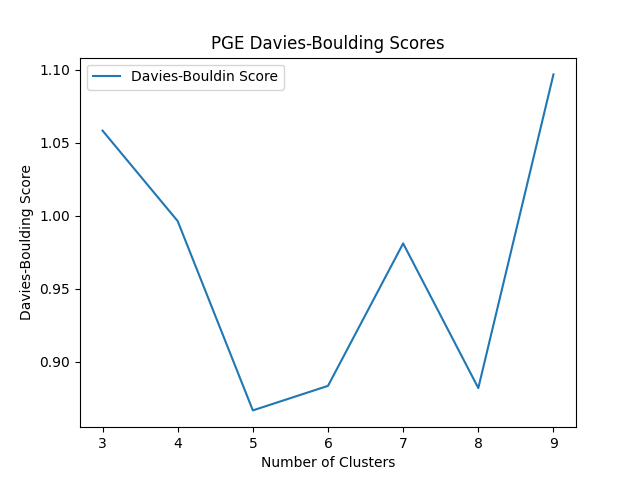 PGE Davies-Boulding Scores
Davies-Bouldin Score
Davies-Boulding Score
1.10
1.05
1.00
0.95
0.90
3 4 5 6 7 8 9
Number of Clusters